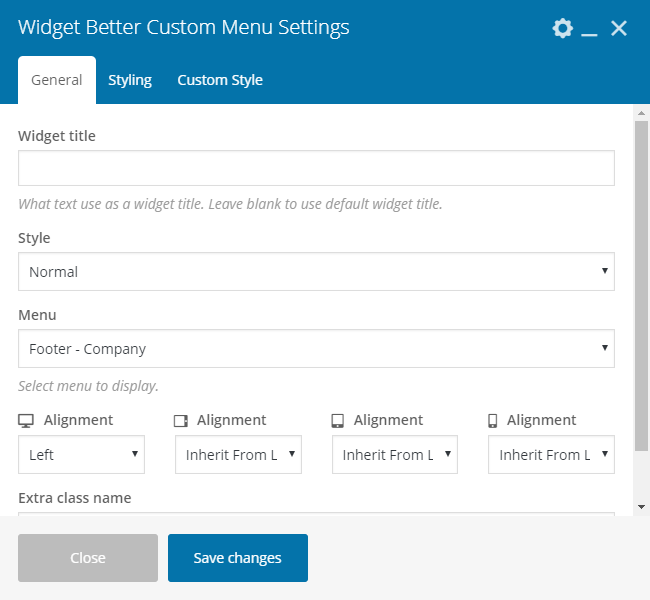 Widget Better Custom Menu Settings
General Styling Custom Style
Widget title
What text use as a widget title. Leave blank to use default widget title.
Style
Normal
Menu
Footer - Company
Select menu to display.
Alignment Alignment Alignment Alignment
Left Inherit From L Inherit From L Inherit From L
Extra class name
Close Save changes